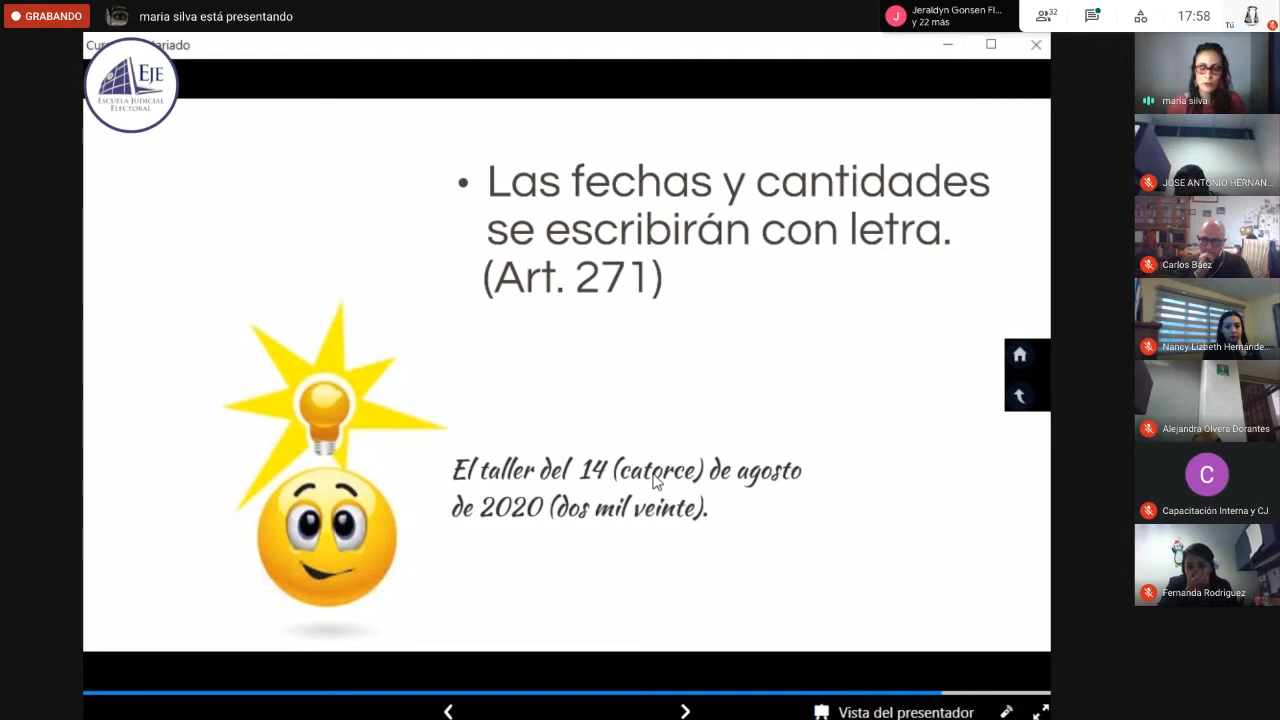 GRABANDO
maria silva está presentando
Jeraldyn Gonsen Fl...
y 22 más
32
17:58
Tú
EJE
ESCUELA JUDICIAL
ELECTORAL
Las fechas y cantidades
se escribirán con letra.
(Art. 271)
El taller del 14 (catorce) de agosto
de 2020 (dos mil veinte).
Vista del presentador
maria silva
JOSE ANTONIO HERNAN...
Carlos Báez
Nancy Lizbeth Hernánde...
Alejandra Olvera Dorantes
C
Capacitación Interna y CJ
Fernanda Rodriguez